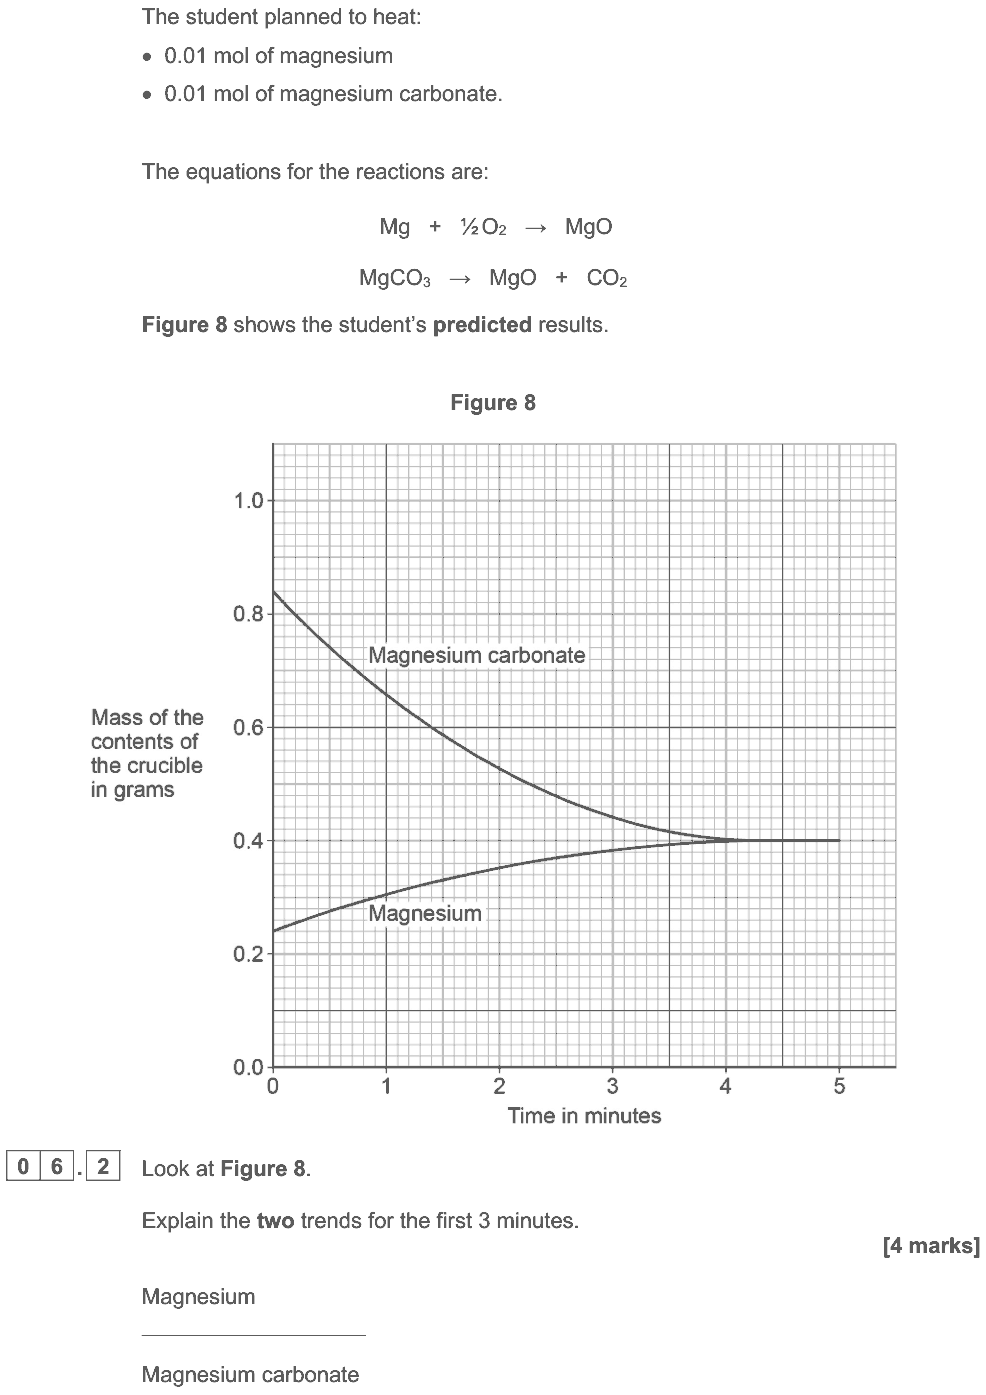 The student planned to heat:
• 0.01 mol of magnesium
• 0.01 mol of magnesium carbonate.
The equations for the reactions are:
Mg + ½O₂ → MgO
MgCO₃ → MgO + CO₂
Figure 8 shows the student's predicted results.
Figure 8
1.0
0.8
Magnesium carbonate
Mass of the
contents of
the crucible
in grams
0.6
0.4
Magnesium
0.2
0.0
0 1 2 3 4 5
Time in minutes
0 6 . 2 Look at Figure 8.
Explain the two trends for the first 3 minutes.
[4 marks]
Magnesium
Magnesium carbonate